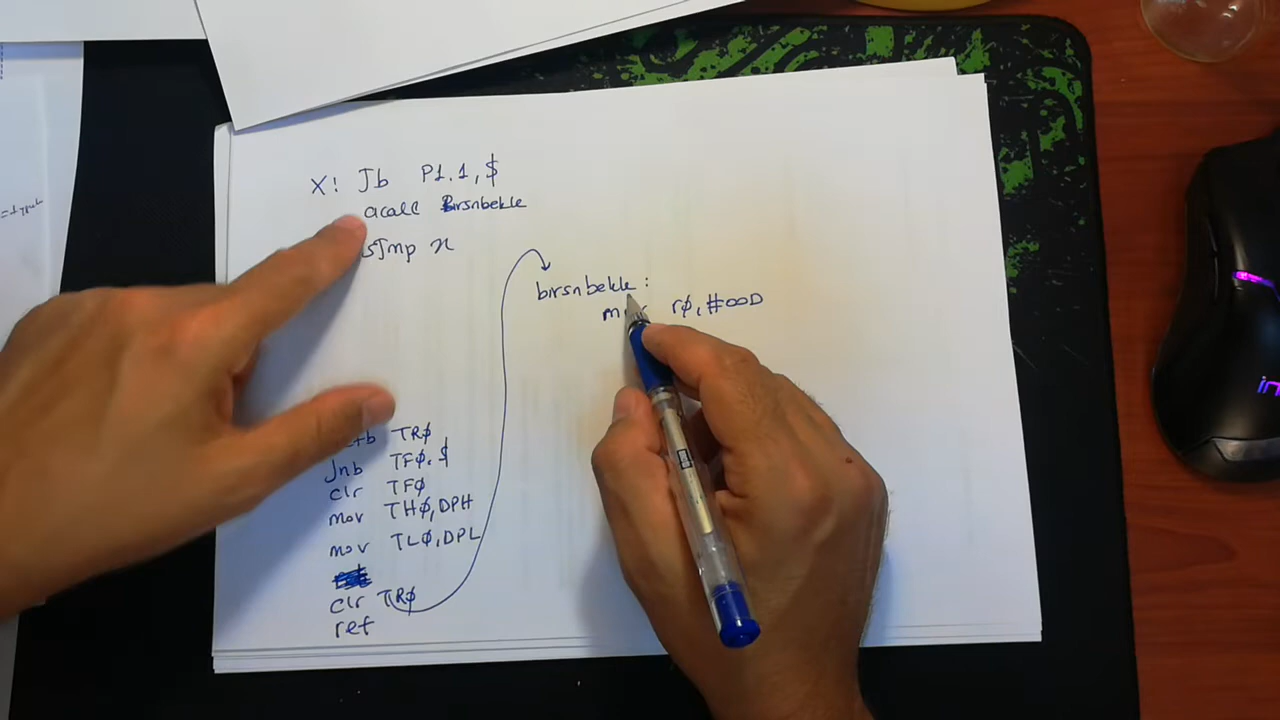 X: Jb P1.1,$
acall birsnbekle
sjmp x
birsnbekle:
r0,#00D
TR0
jnb TF0,$
clr TF0
mov TH0,DPH
mov TL0,DPL
clr TR0
ret